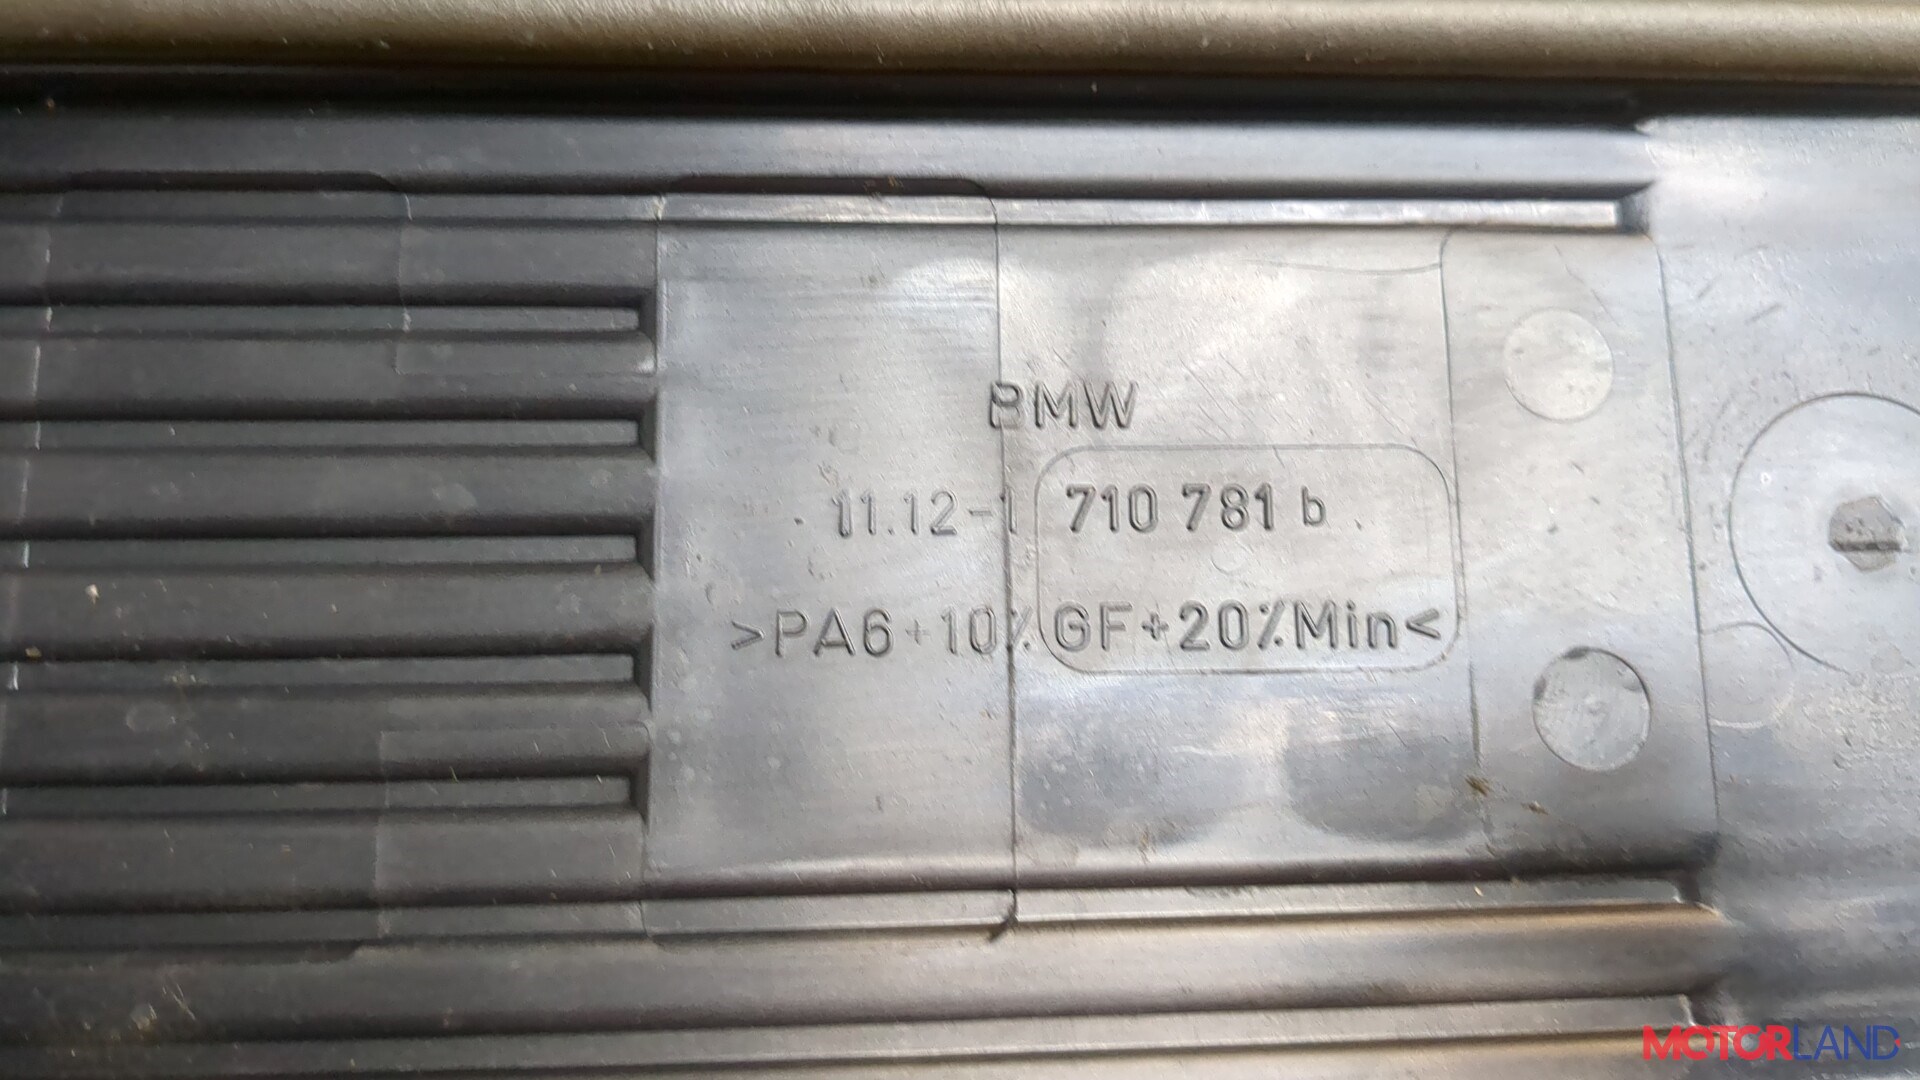 BMW
11.12-1 710 781 b
>PA6+10%GF+20%Min<
MOTORLAND